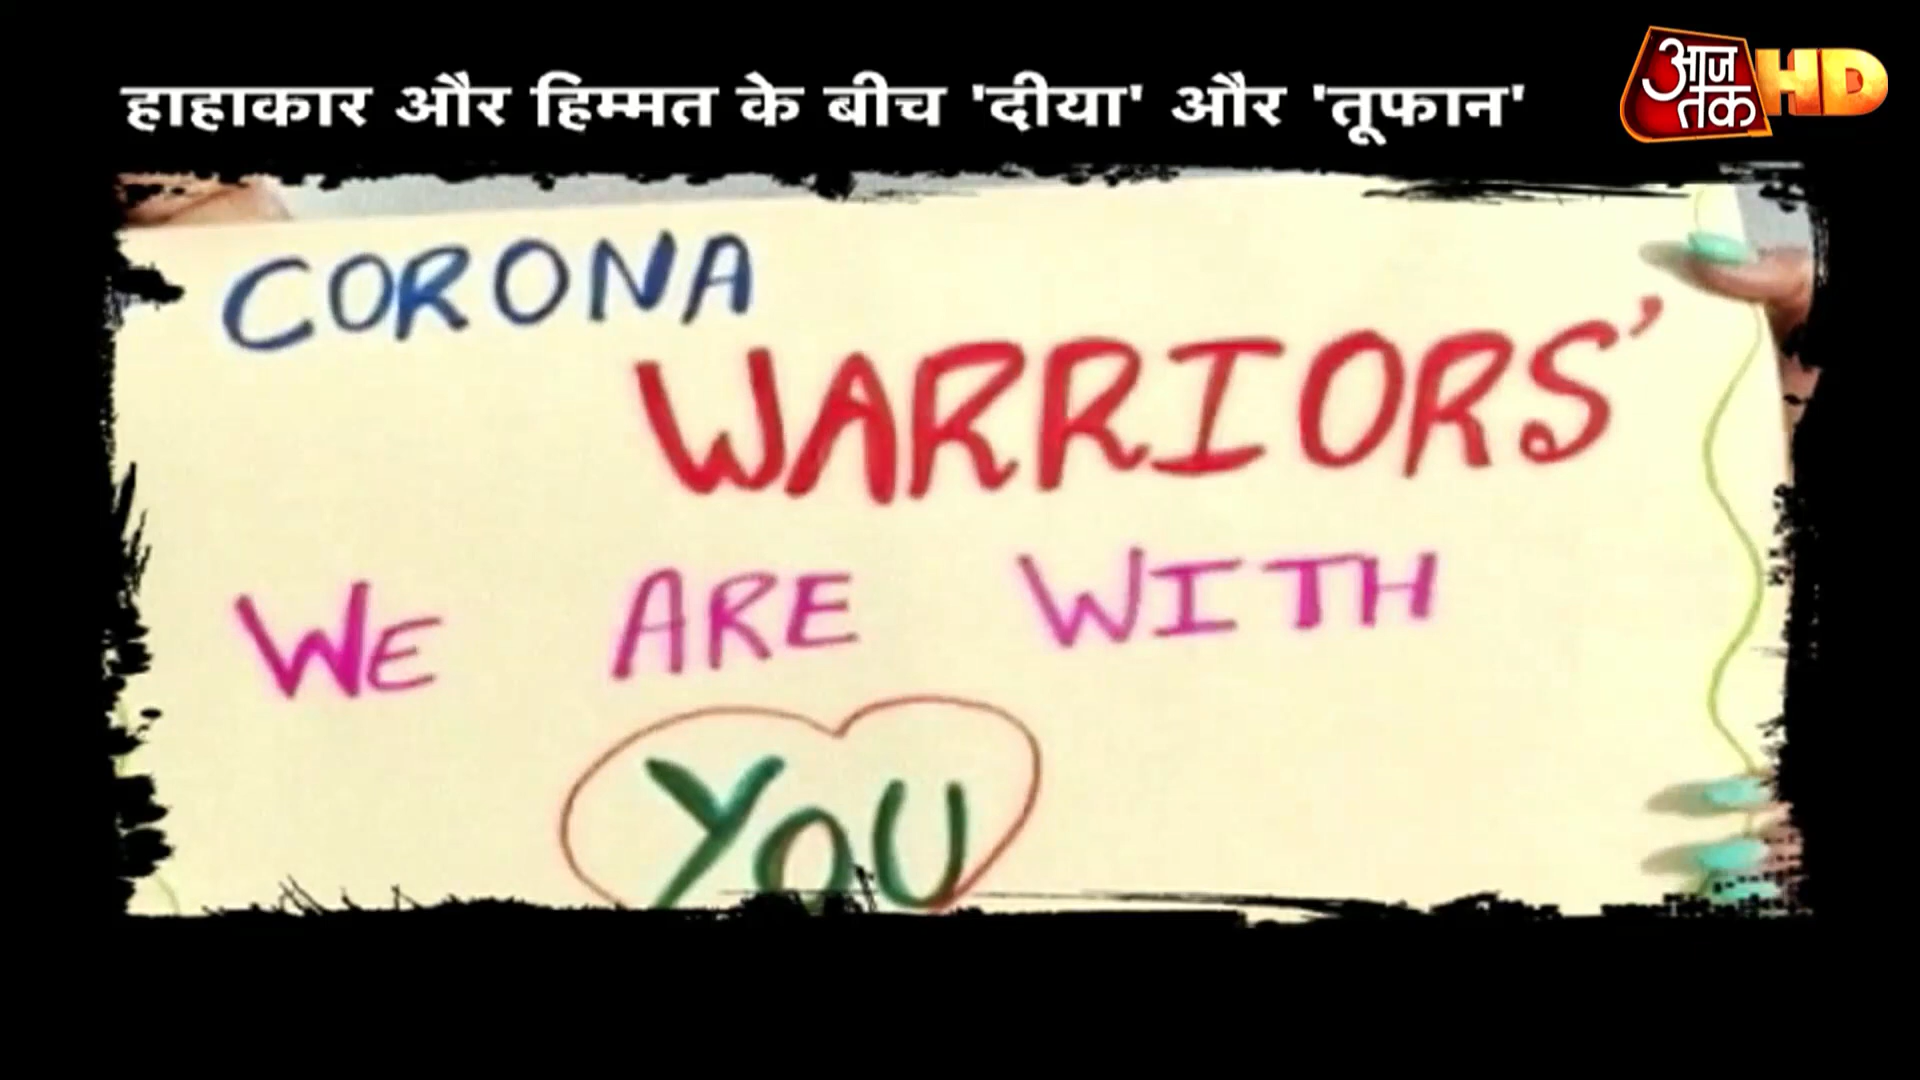 हाहाकार और हिम्मत के बीच 'दीया' और 'तूफान'
आज
तक HD
CORONA
WARRIORS'
WE ARE WITH
YOU